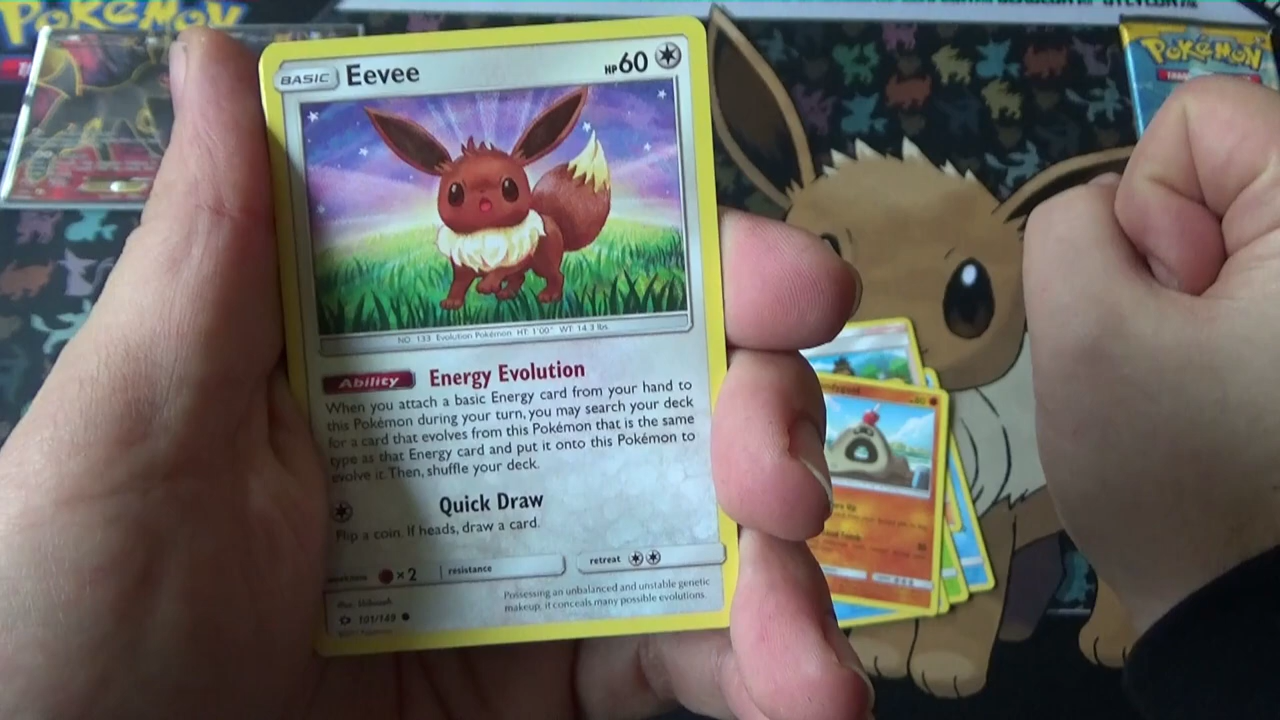 POKéMON
POKéMON
BASIC Eevee HP60
NO. 133 Evolution Pokémon HT: 1'00" WT: 14.3 lbs.
Ability Energy Evolution
When you attach a basic Energy card from your hand to
this Pokémon during your turn, you may search your deck
for a card that evolves from this Pokémon that is the same
type as that Energy card and put it onto this Pokémon to
evolve it. Then, shuffle your deck.
Quick Draw
Flip a coin. If heads, draw a card.
×2 resistance retreat
Possessing an unbalanced and unstable genetic
makeup, it conceals many possible evolutions.
101/149